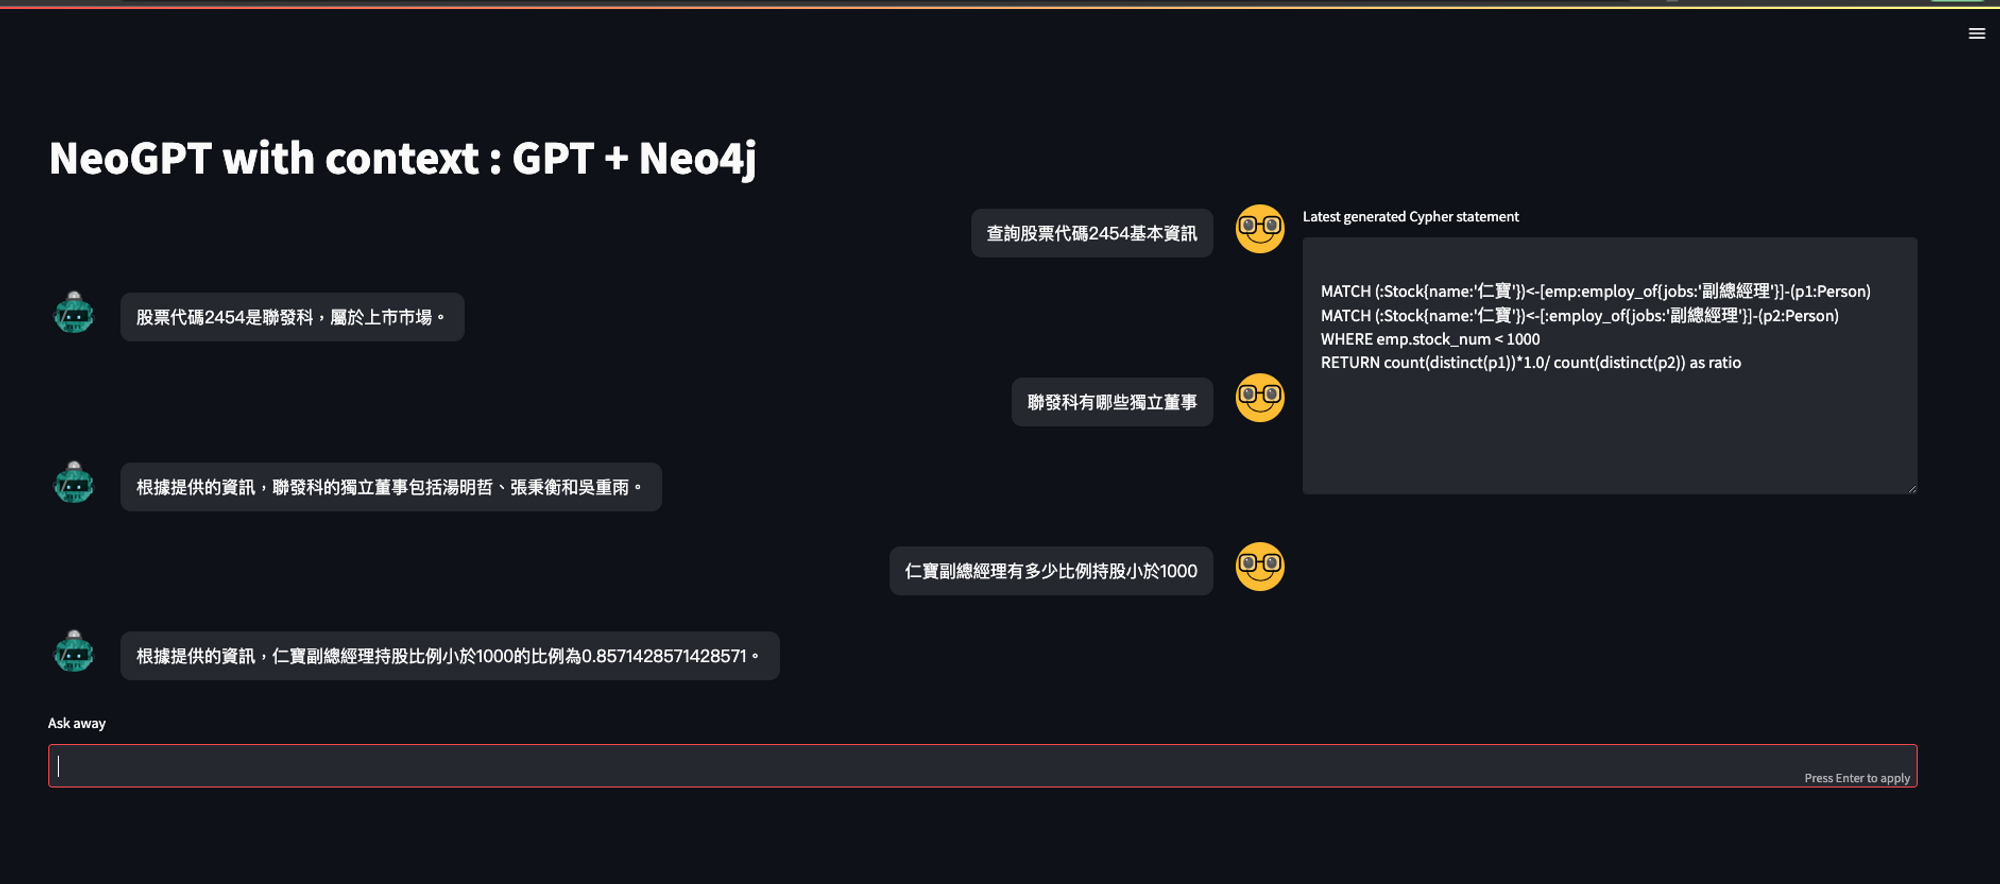 NeoGPT with context : GPT + Neo4j
查詢股票代碼2454基本資訊
股票代碼2454是聯發科，屬於上市市場。
聯發科有哪些獨立董事
根據提供的資訊，聯發科的獨立董事包括湯明哲、張秉衡和吳重雨。
仁寶副總經理有多少比例持股小於1000
根據提供的資訊，仁寶副總經理持股比例小於1000的比例為0.8571428571428571。
Latest generated Cypher statement
MATCH (:Stock{name:'仁寶'})<-[emp:employ_of{jobs:'副總經理'}]-(p1:Person)
MATCH (:Stock{name:'仁寶'})<-[:employ_of{jobs:'副總經理'}]-(p2:Person)
WHERE emp.stock_num < 1000
RETURN count(distinct(p1))*1.0/ count(distinct(p2)) as ratio
Ask away
Press Enter to apply